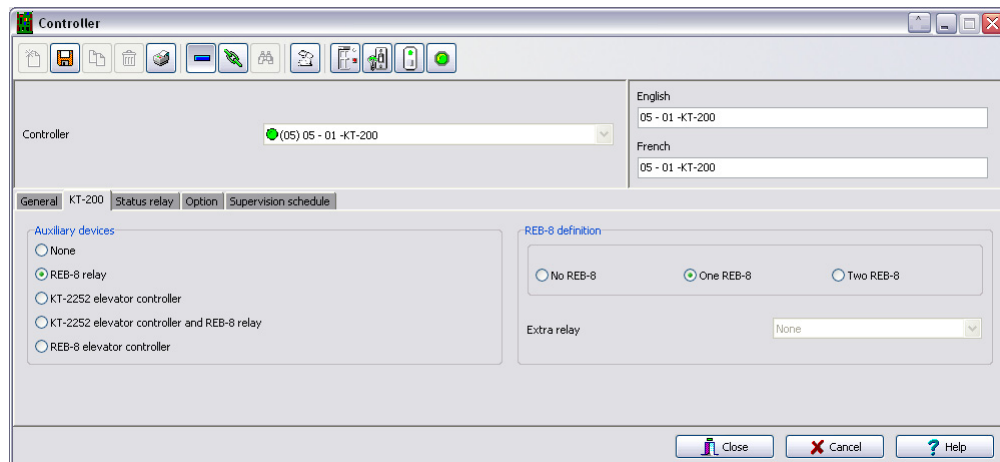 Controller
English
05 - 01 -KT-200
Controller
(05) 05 - 01 -KT-200
French
05 - 01 -KT-200
General KT-200 Status relay Option Supervision schedule
Auxiliary devices
None
REB-8 relay
KT-2252 elevator controller
KT-2252 elevator controller and REB-8 relay
REB-8 elevator controller
REB-8 definition
No REB-8 One REB-8 Two REB-8
Extra relay None
Close Cancel Help